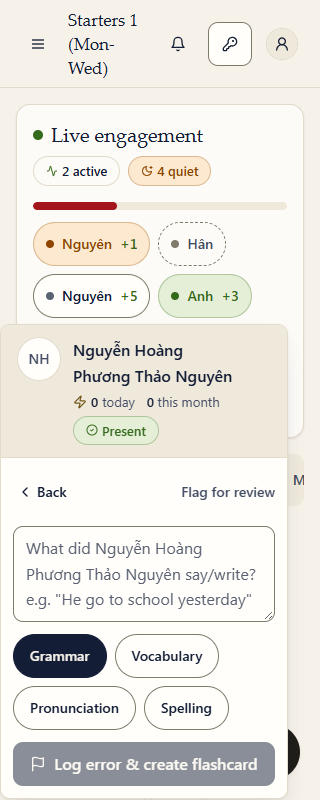 Starters 1
(Mon-
Wed)
Live engagement
2 active
4 quiet
Nguyên +1
Hân
Nguyên +5
Anh +3
NH
Nguyễn Hoàng
Phương Thảo Nguyên
0 today 0 this month
Present
M
Back
Flag for review
What did Nguyễn Hoàng
Phương Thảo Nguyên say/write?
e.g. "He go to school yesterday"
Grammar
Vocabulary
Pronunciation
Spelling
Log error & create flashcard